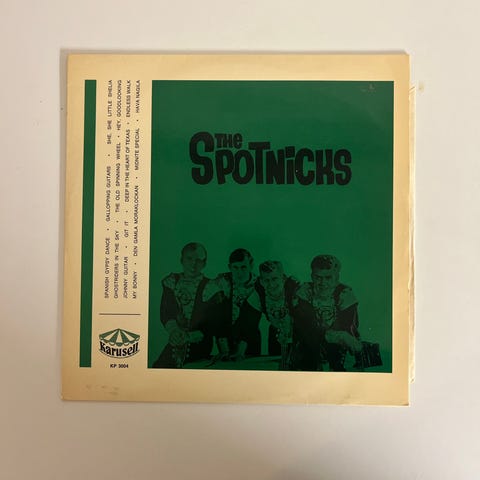 THE
SPOTNICKS
SPANISH GYPSY DANCE • GALLOPPING GUITARS • SHE, SHE LITTLE SHELIA
GHOSTRIDERS IN THE SKY • THE OLD SPINNING WHEEL • HEY, GOODLOOKING
JOHNNY GUITAR • GIT IT • DEEP IN THE HEART OF TEXAS • ENDLESS WALK
MY BONNY • DEN GAMLA MORAKLOCKAN • MIDNITE SPECIAL • HAVA NAGILA
Karusell
KP 3004